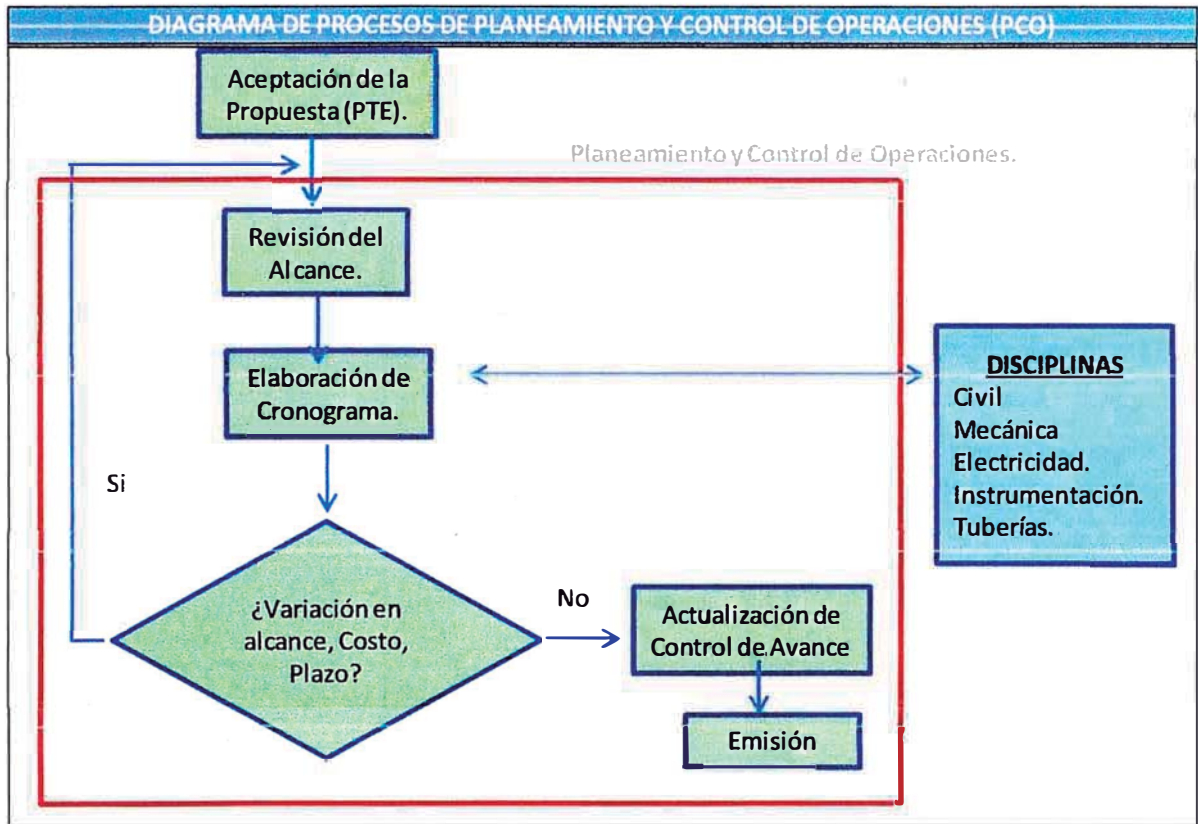 DIAGRAMA DE PROCESOS DE PLANEAMIENTO Y CONTROL DE OPERACIONES (PCO)
Aceptación de la
Propuesta (PTE).
Planeamiento y Control de Operaciones.
Revisión del
Alcance.
Elaboración de
Cronograma.
DISCIPLINAS
Civil
Mecánica
Electricidad.
Instrumentación.
Tuberías.
Si
¿Variación en
alcance, Costo,
Plazo?
No
Actualización de
Control de Avance
Emisión